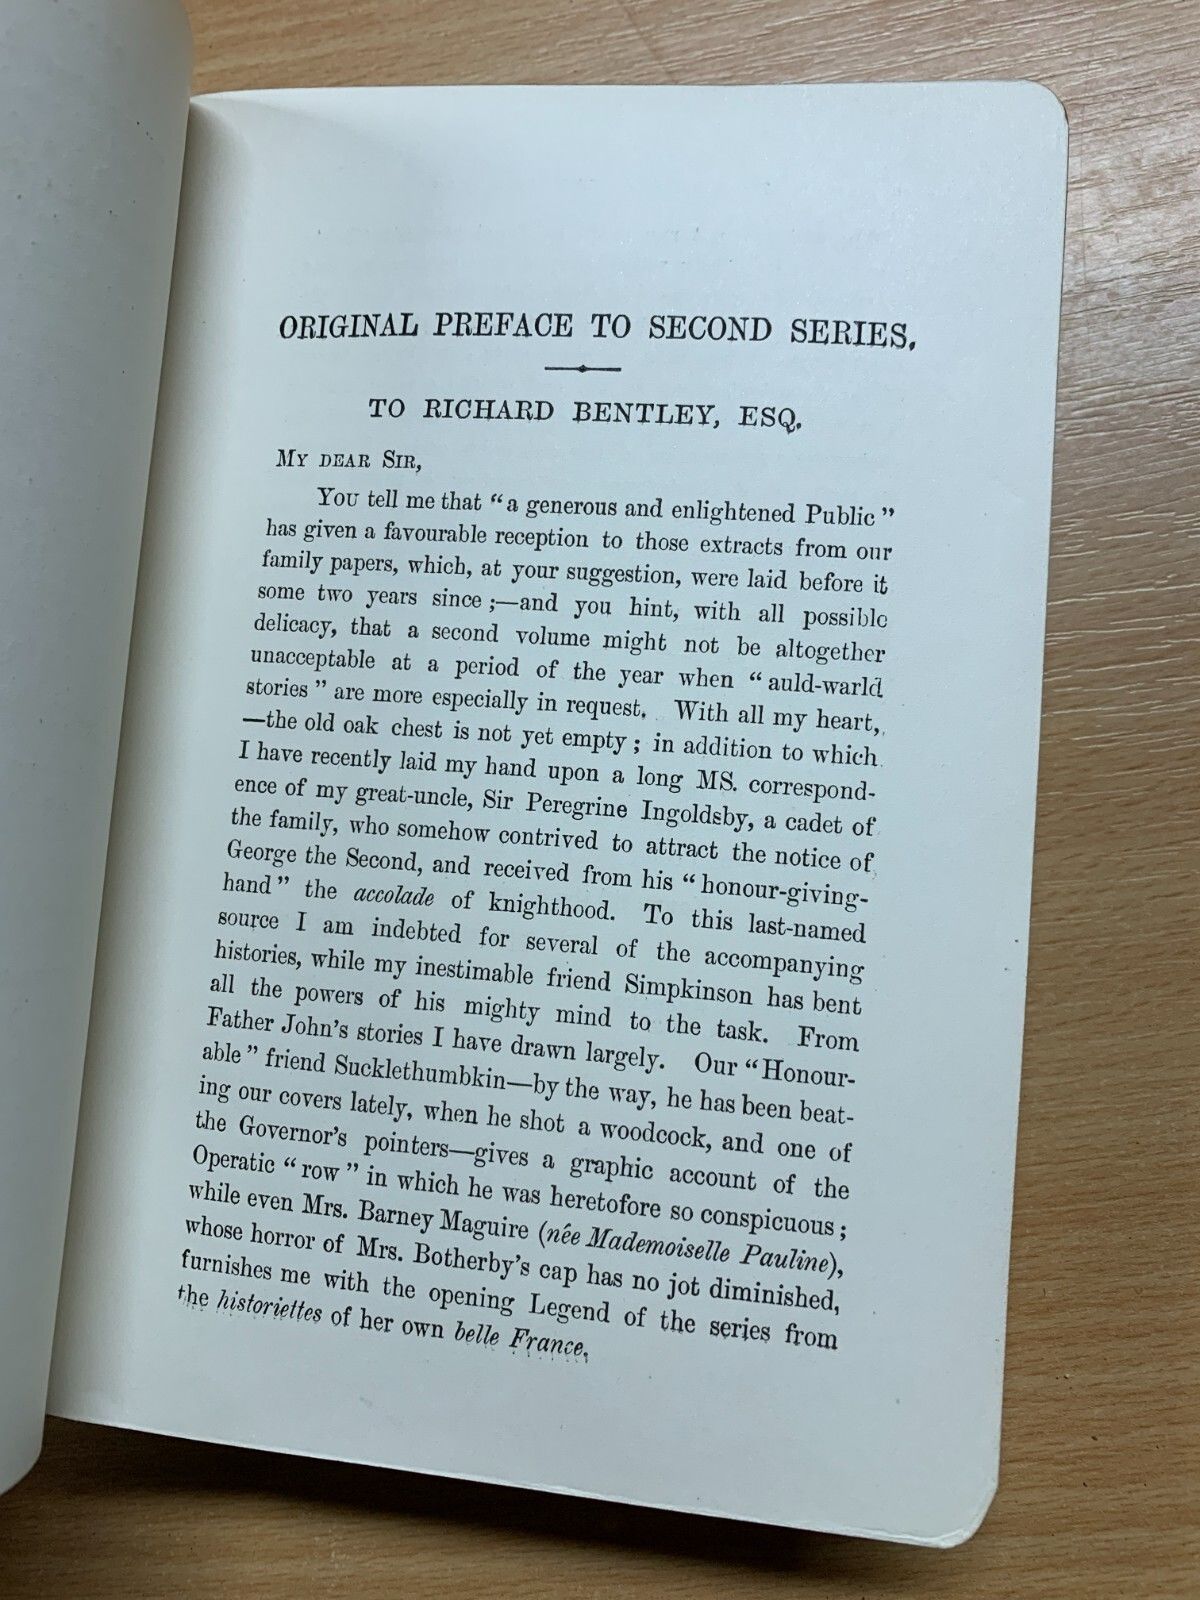 ORIGINAL PREFACE TO SECOND SERIES.
TO RICHARD BENTLEY, ESQ.
MY DEAR SIR,
YOU tell me that "a generous and enlightened Public"
has given a favourable reception to those extracts from our
family papers, which, at your suggestion, were laid before it
some two years since;—and you hint, with all possible
delicacy, that a second volume might not be altogether
unacceptable at a period of the year when "auld-warld
stories" are more especially in request. With all my heart,
—the old oak chest is not yet empty; in addition to which
I have recently laid my hand upon a long MS. correspond-
ence of my great-uncle, Sir Peregrine Ingoldsby, a cadet of
the family, who somehow contrived to attract the notice of
George the Second, and received from his "honour-giving-
hand" the accolade of knighthood. To this last-named
source I am indebted for several of the accompanying
histories, while my inestimable friend Simpkinson has bent
all the powers of his mighty mind to the task. From
Father John's stories I have drawn largely. Our "Honour-
able" friend Sucklethumbkin—by the way, he has been beat-
ing our covers lately, when he shot a woodcock, and one of
the Governor's pointers—gives a graphic account of the
Operatic "row" in which he was heretofore so conspicuous;
while even Mrs. Barney Maguire (née Mademoiselle Pauline),
whose horror of Mrs. Botherby's cap has no jot diminished,
furnishes me with the opening Legend of the series from
the historiettes of her own belle France.